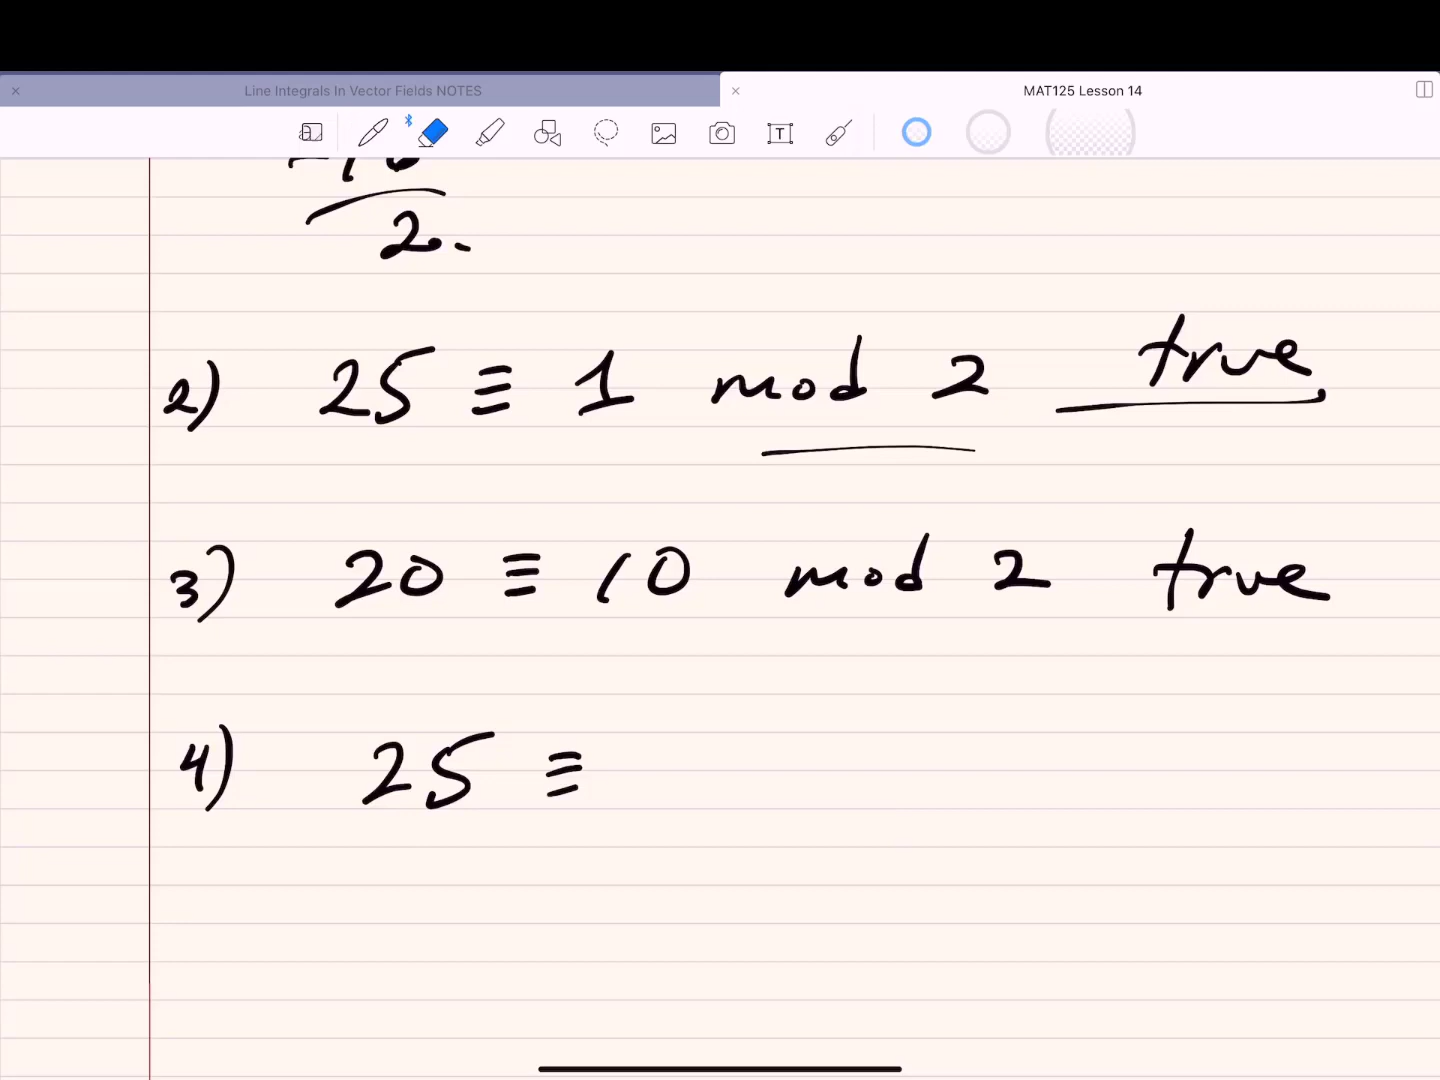 Line Integrals In Vector Fields NOTES
MAT125 Lesson 14
T
2.
2) 25 ≡ 1 mod 2 true
3) 20 ≡ 10 mod 2 true
4) 25 ≡